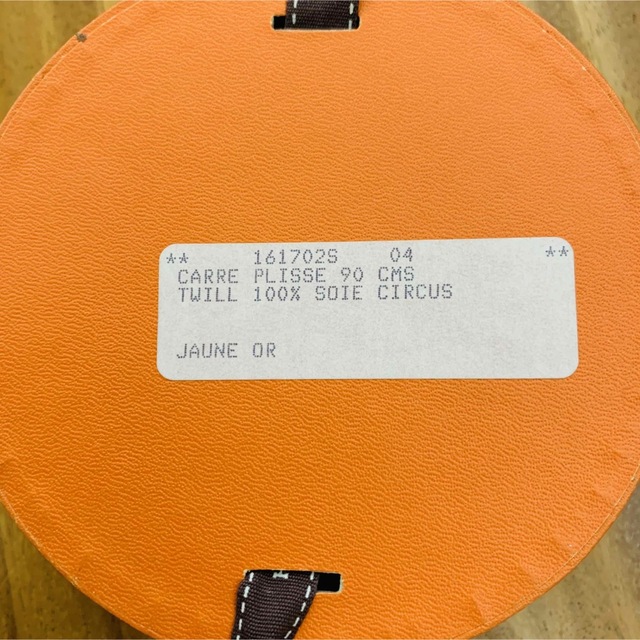 ** 161702S 04 **
CARRE PLISSE 90 CMS
TWILL 100% SOIE CIRCUS
JAUNE OR